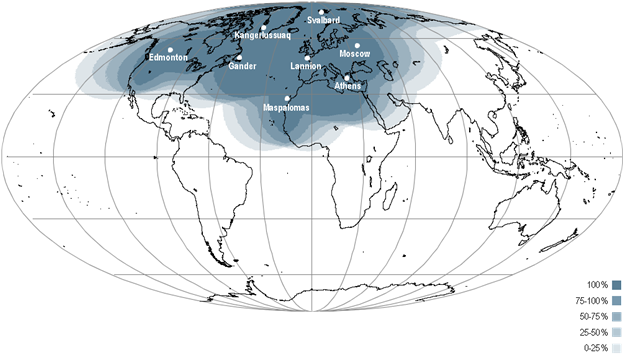 Svalbard
Kangerlussuaq
Moscow
Edmonton
Gander
Lannion
Athens
Maspalomas
100%
75-100%
50-75%
25-50%
0-25%